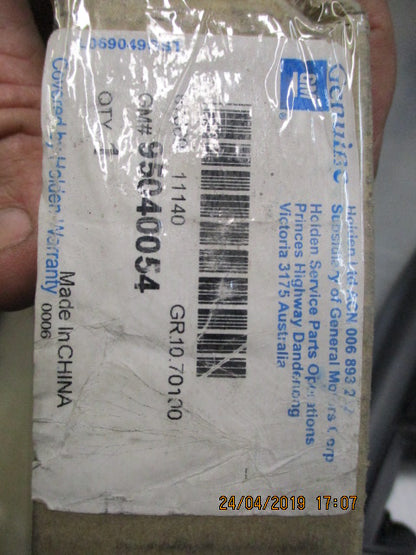 Genuine
GM
®
Holden Ltd ACN 006 893 2
Subsidiary of General Motors Corp
Holden Service Parts Operations
Princes Highway Dandenong
Victoria 3175 Australia
11140
GR10.70100
GM# 95040054
QTY 1
Made In CHINA
Covered by Holden Warranty
0006
24/04/2019 17:07